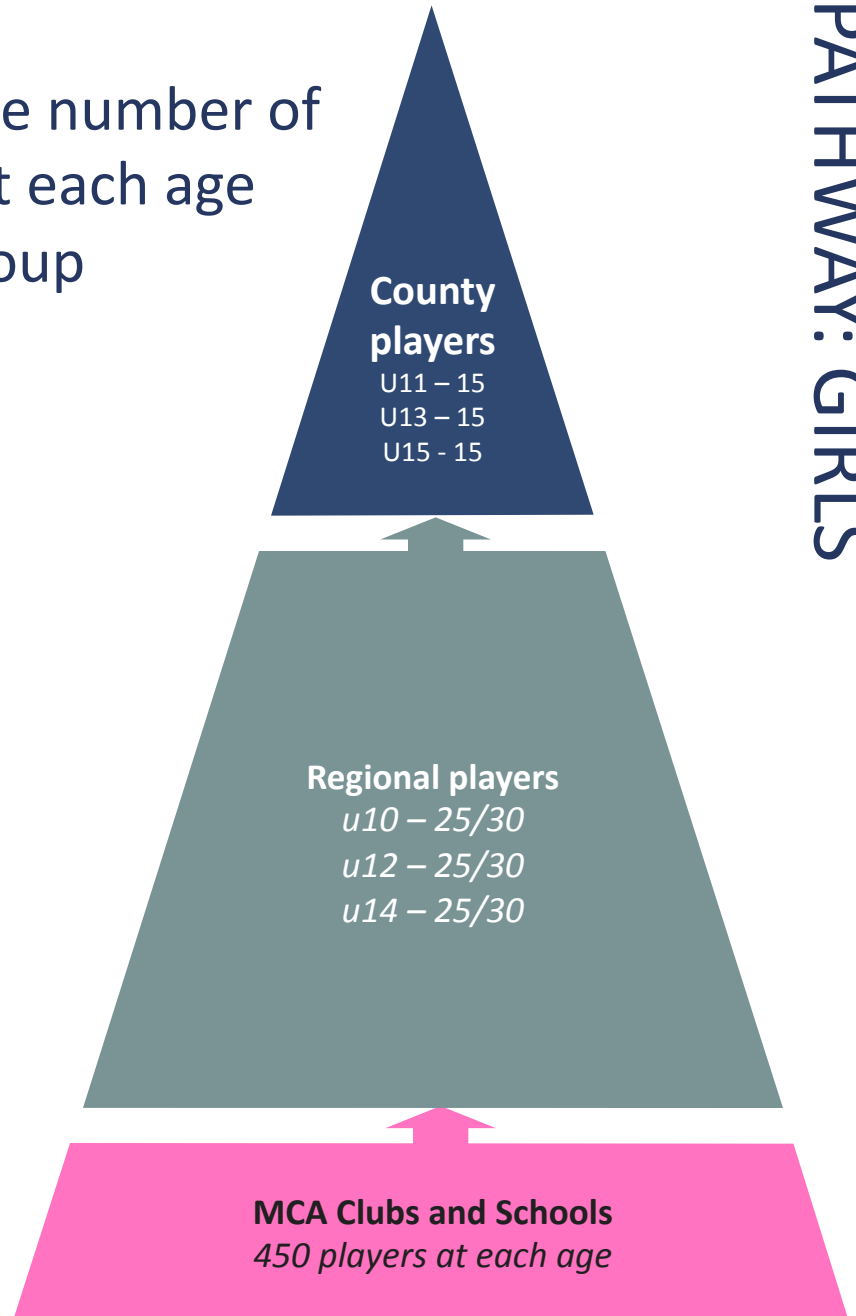 e number of
t each age
oup
PATHWAY: GIRLS
County
players
U11 – 15
U13 – 15
U15 - 15
Regional players
u10 – 25/30
u12 – 25/30
u14 – 25/30
MCA Clubs and Schools
450 players at each age